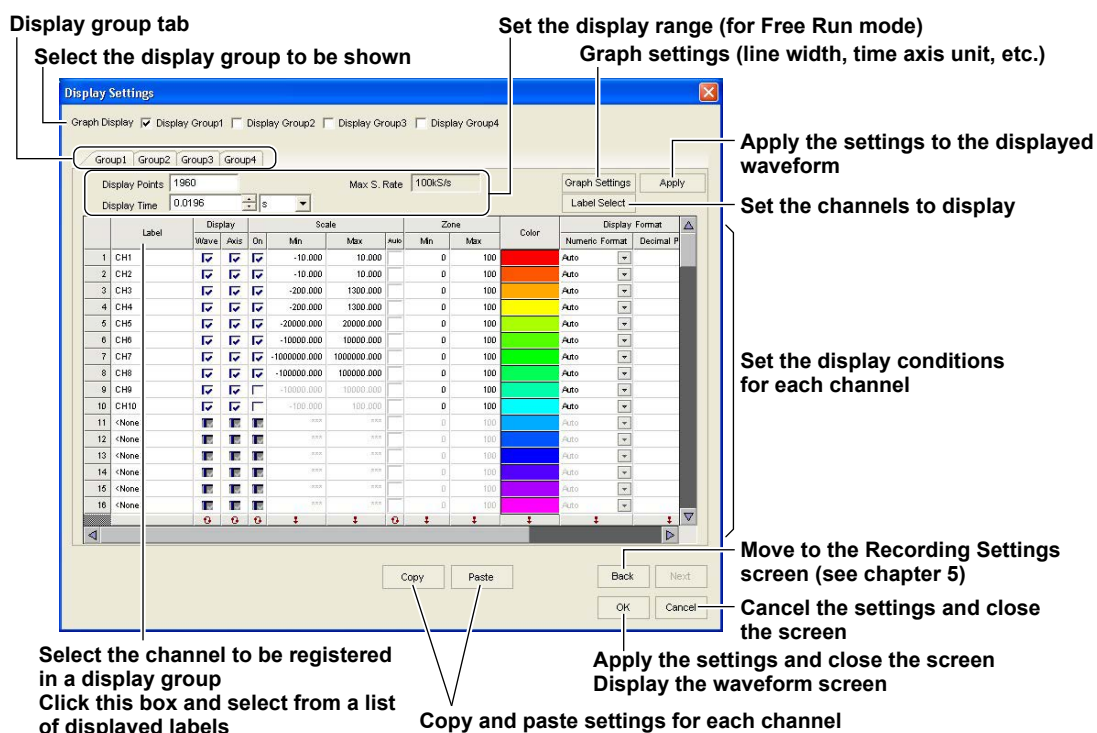 Display group tab
Set the display range (for Free Run mode)
Select the display group to be shown
Graph settings (line width, time axis unit, etc.)
Display Settings
Graph Display Display Group1 Display Group2 Display Group3 Display Group4
Apply the settings to the displayed
waveform
Group1 Group2 Group3 Group4
Display Points 1960 Max S. Rate 100kS/s Graph Settings Apply
Display Time 0.0196 s Label Select
Set the channels to display
Label Display Scale Zone Color Display Format
Wave Axis On Min Max Auto Min Max Numeric Format Decimal P
1 CH1 -10.000 10.000 0 100 Auto
2 CH2 -10.000 10.000 0 100 Auto
3 CH3 -200.000 1300.000 0 100 Auto
4 CH4 -200.000 1300.000 0 100 Auto
5 CH5 -20000.000 20000.000 0 100 Auto
6 CH6 -10000.000 10000.000 0 100 Auto
7 CH7 -1000000.000 1000000.000 0 100 Auto
8 CH8 -100000.000 100000.000 0 100 Auto
9 CH9 -10000.000 10000.000 0 100 Auto
10 CH10 -100.000 100.000 0 100 Auto
11 <None *** *** 0 100 Auto
12 <None *** *** 0 100 Auto
13 <None *** *** 0 100 Auto
14 <None *** *** 0 100 Auto
15 <None *** *** 0 100 Auto
16 <None *** *** 0 100 Auto
Set the display conditions
for each channel
Copy Paste Back Next
OK Cancel
Move to the Recording Settings
screen (see chapter 5)
Cancel the settings and close
the screen
Select the channel to be registered
in a display group
Click this box and select from a list
of displayed labels
Apply the settings and close the screen
Display the waveform screen
Copy and paste settings for each channel